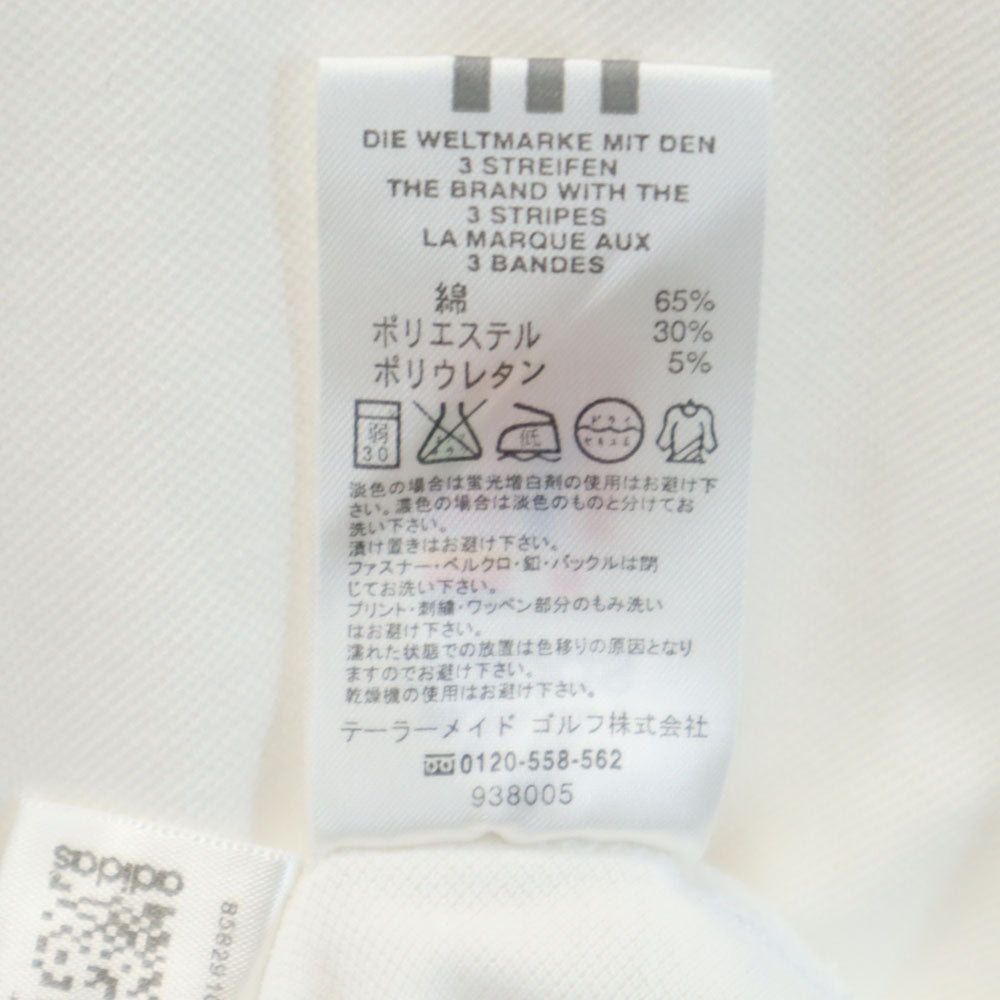 DIE WELTMARKE MIT DEN
3 STREIFEN
THE BRAND WITH THE
3 STRIPES
LA MARQUE AUX
3 BANDES
綿 65%
ポリエステル 30%
ポリウレタン 5%
弱 30 低 ドライ セキユ系
淡色の場合は蛍光増白剤の使用はお避け下
さい。濃色の場合は淡色のものと分けてお
洗い下さい。
漬け置きはお避け下さい。
ファスナー・ベルクロ・釦・バックルは閉
じてお洗い下さい。
プリント・刺繍・ワッペン部分のもみ洗い
はお避け下さい。
濡れた状態での放置は色移りの原因となり
ますのでお避け下さい。
乾燥機の使用はお避け下さい。
テーラーメイド ゴルフ株式会社
0120-558-562
938005
adidas